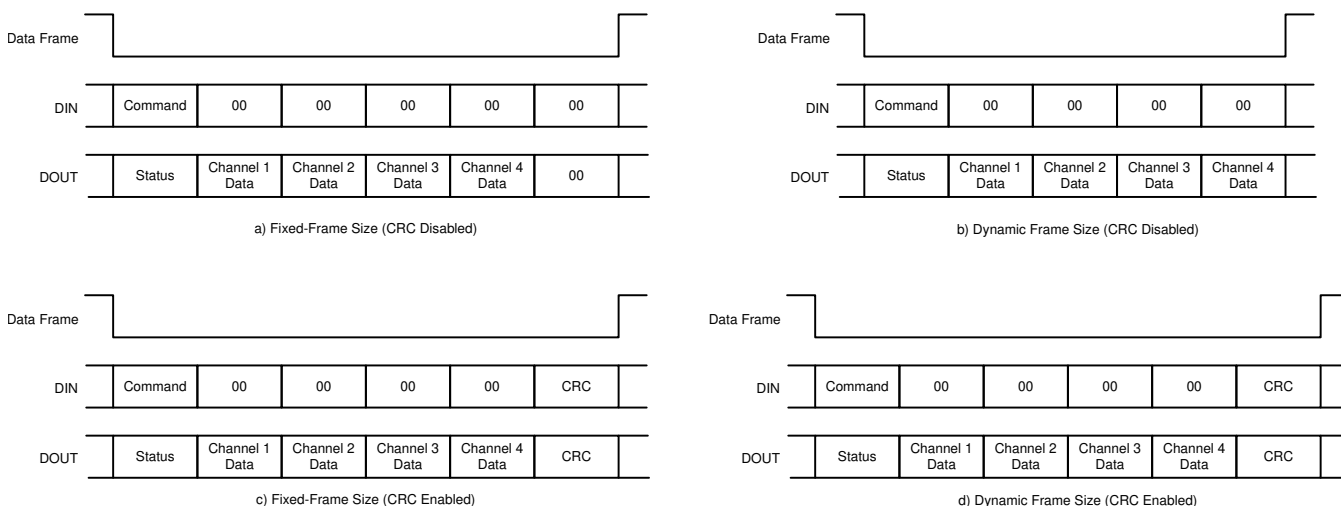 Data Frame
DIN
Command 00 00 00 00 00
DOUT
Status Channel 1 Data Channel 2 Data Channel 3 Data Channel 4 Data 00
a) Fixed-Frame Size (CRC Disabled)
Data Frame
DIN
Command 00 00 00 00
DOUT
Status Channel 1 Data Channel 2 Data Channel 3 Data Channel 4 Data
b) Dynamic Frame Size (CRC Disabled)
Data Frame
DIN
Command 00 00 00 00 CRC
DOUT
Status Channel 1 Data Channel 2 Data Channel 3 Data Channel 4 Data CRC
c) Fixed-Frame Size (CRC Enabled)
Data Frame
DIN
Command 00 00 00 00 CRC
DOUT
Status Channel 1 Data Channel 2 Data Channel 3 Data Channel 4 Data CRC
d) Dynamic Frame Size (CRC Enabled)